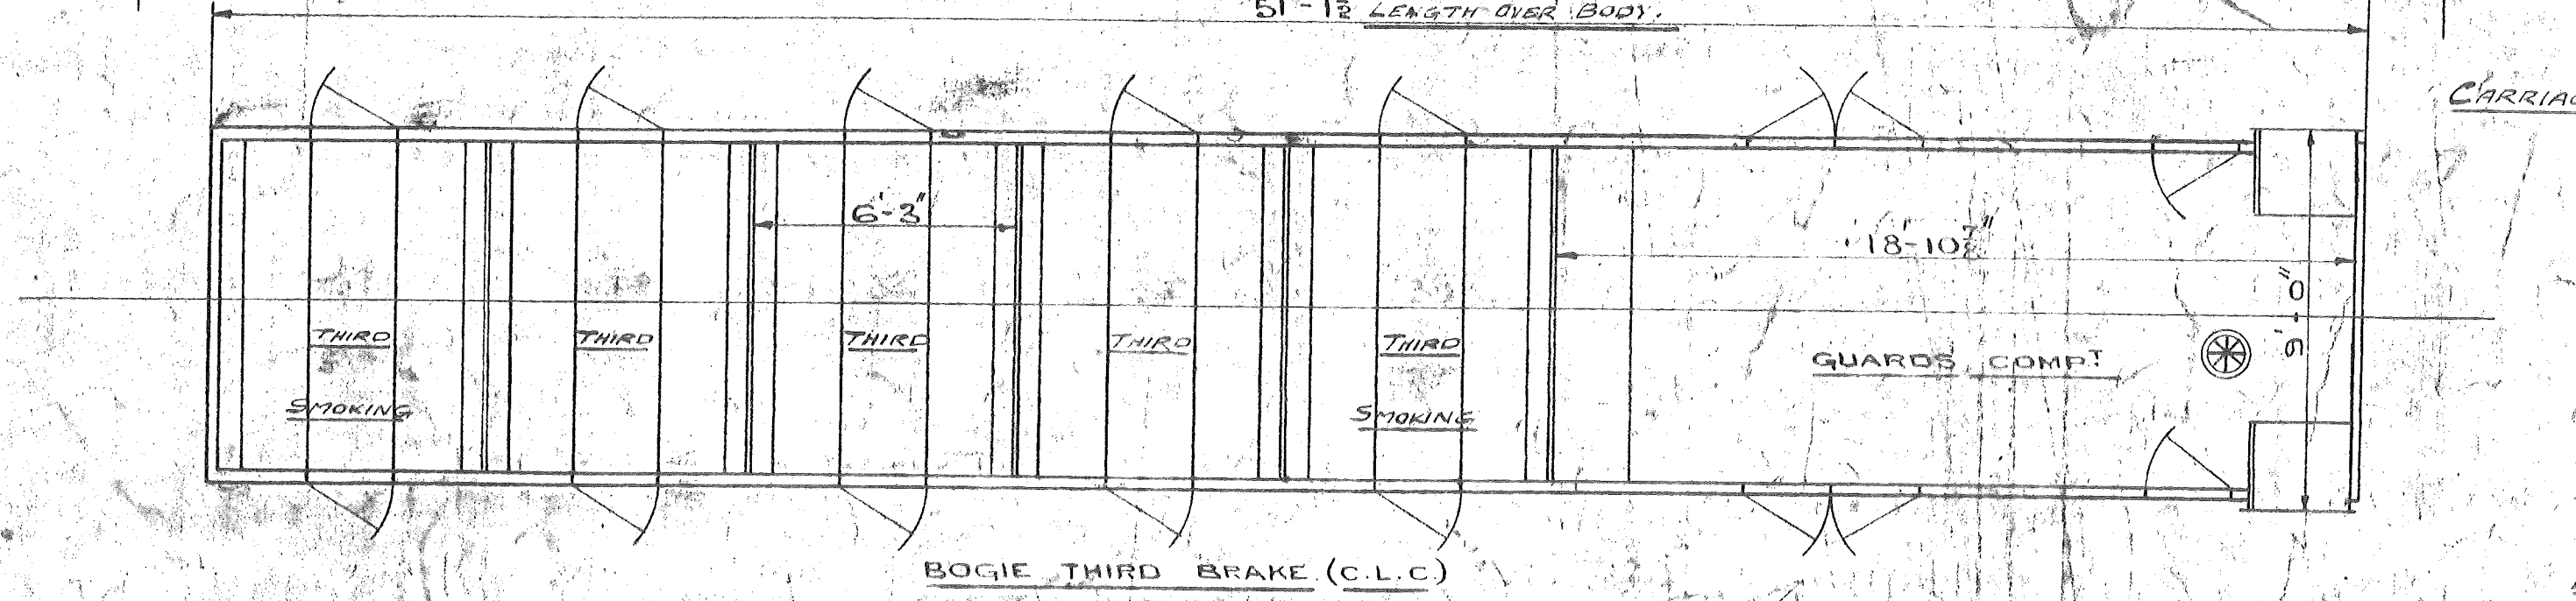 51'-1½ LENGTH OVER BODY.
6'-3"
18'-10⅞"
9'-0"
THIRD THIRD THIRD THIRD THIRD
SMOKING SMOKING
GUARDS COMPT
BOGIE THIRD BRAKE (C.L.C.)